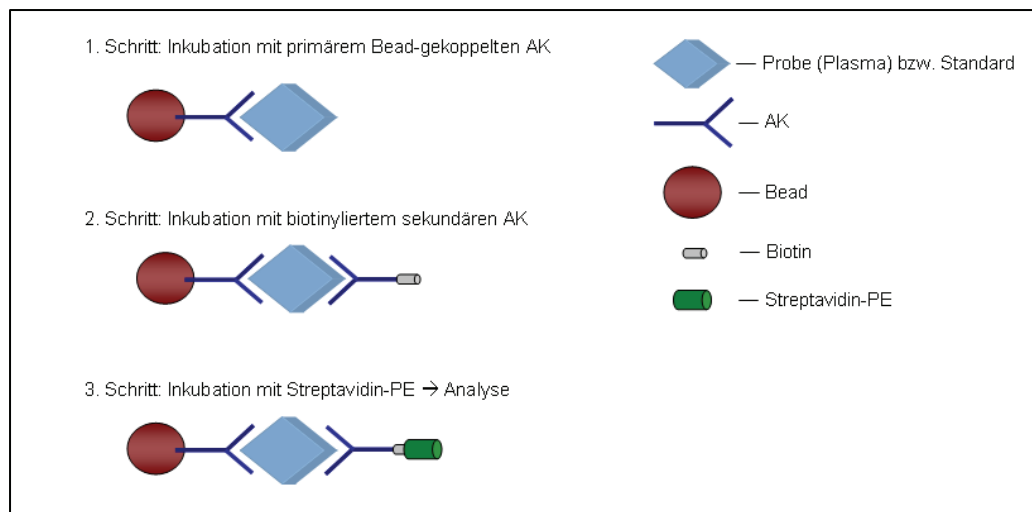 1. Schritt: Inkubation mit primärem Bead-gekoppelten AK
2. Schritt: Inkubation mit biotinyliertem sekundären AK
3. Schritt: Inkubation mit Streptavidin-PE → Analyse
— Probe (Plasma) bzw. Standard
— AK
— Bead
— Biotin
— Streptavidin-PE